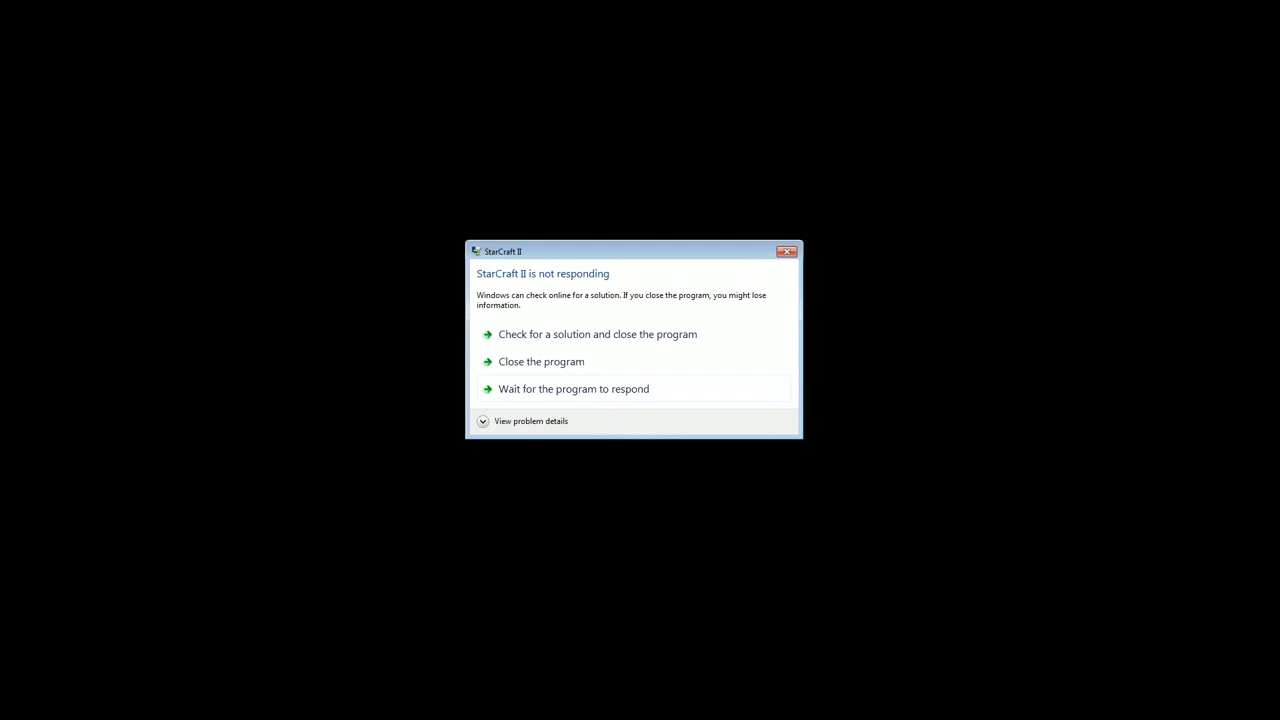 StarCraft II
StarCraft II is not responding
Windows can check online for a solution. If you close the program, you might lose
information.
Check for a solution and close the program
Close the program
Wait for the program to respond
View problem details